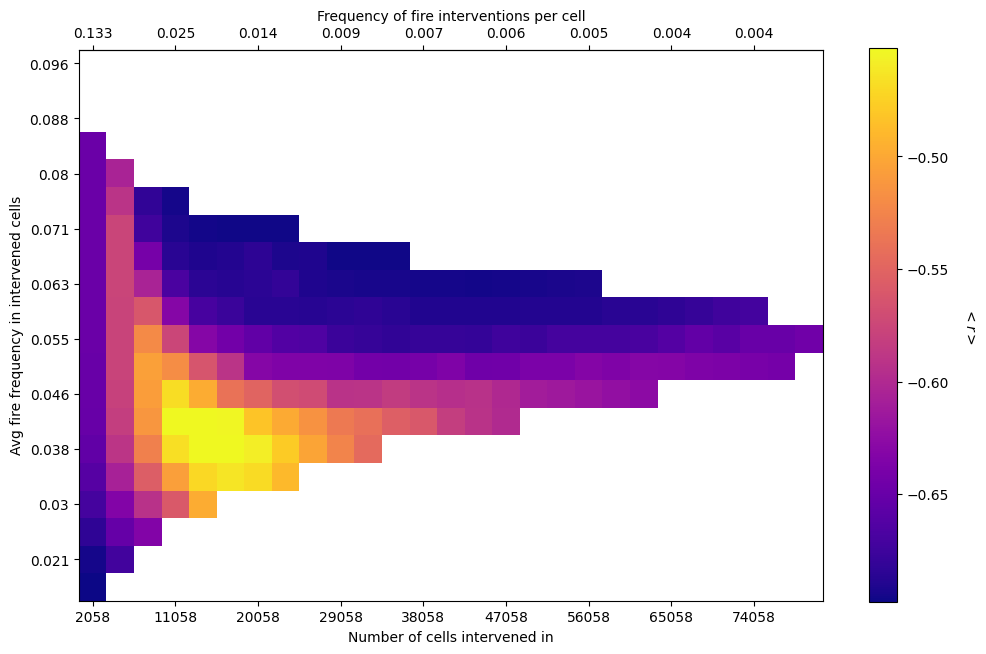 Frequency of fire interventions per cell
0.133 0.025 0.014 0.009 0.007 0.006 0.005 0.004 0.004
0.096
0.088
0.08
0.071
0.063
0.055
0.046
0.038
0.03
0.021
Avg fire frequency in intervened cells
2058 11058 20058 29058 38058 47058 56058 65058 74058
Number of cells intervened in
−0.50
−0.55
−0.60
−0.65
< r >